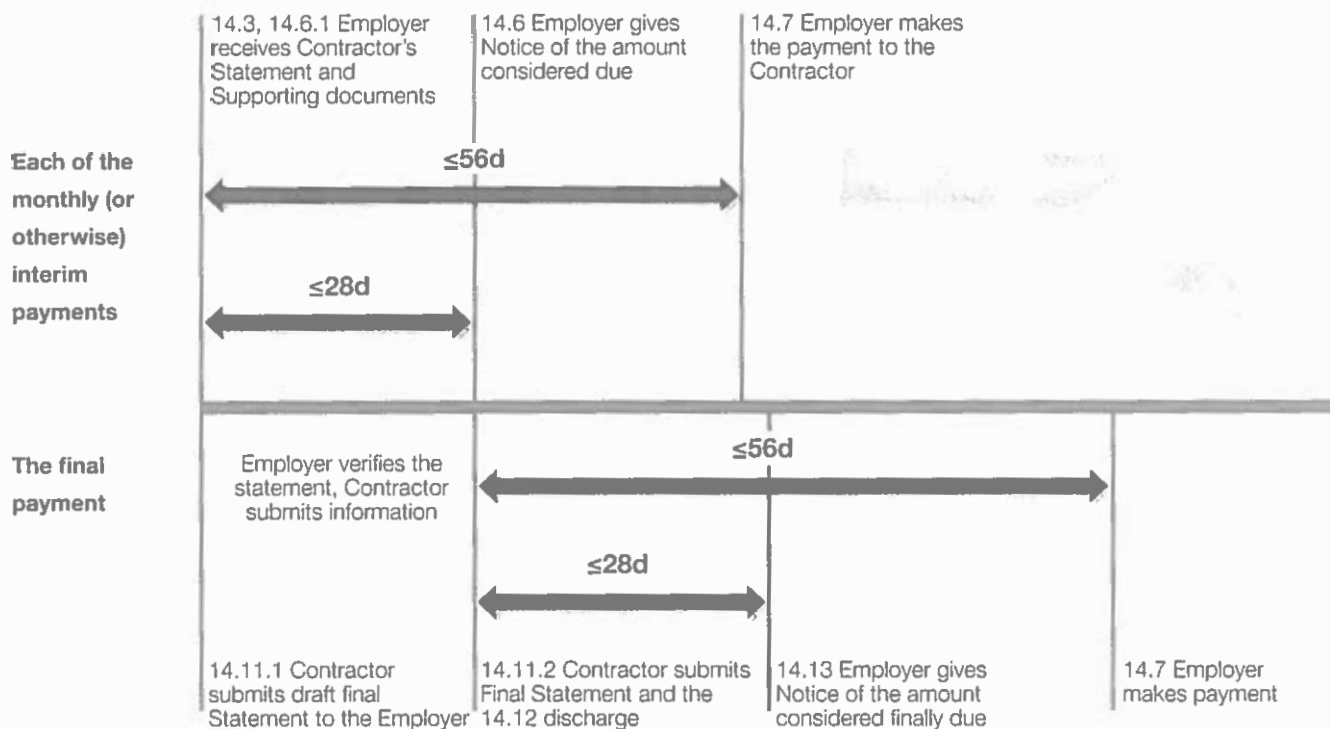 14.3, 14.6.1 Employer
receives Contractor's
Statement and
Supporting documents
14.6 Employer gives
Notice of the amount
considered due
14.7 Employer makes
the payment to the
Contractor
Each of the
monthly (or
otherwise)
interim
payments
≤56d
≤28d
The final
payment
Employer verifies the
statement, Contractor
submits information
≤56d
≤28d
14.11.1 Contractor
submits draft final
Statement to the Employer
14.11.2 Contractor submits
Final Statement and the
14.12 discharge
14.13 Employer gives
Notice of the amount
considered finally due
14.7 Employer
makes payment